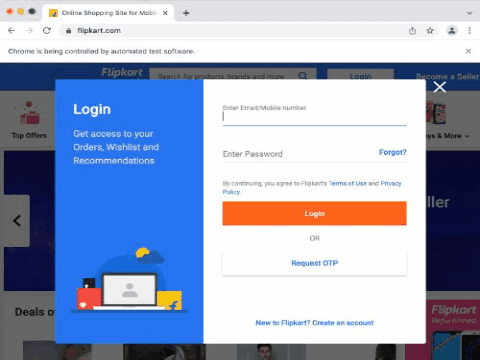 Online Shopping Site for Mobile
flipkart.com
Chrome is being controlled by automated test software.
Flipkart
Search for products, brands and more
Login
Become a Seller
Login
Get access to your
Orders, Wishlist and
Recommendations
Enter Email/Mobile number
Enter Password
Forgot?
By continuing, you agree to Flipkart's Terms of Use and Privacy
Policy.
Login
OR
Request OTP
New to Flipkart? Create an account
Top Offers
ys & More
ller
Deals o
Flipkart
Refurbished